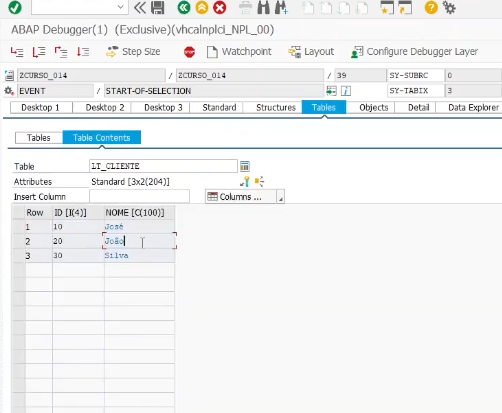 ABAP Debugger(1) (Exclusive)(vhcalnplci_NPL_00)
Step Size Watchpoint Layout Configure Debugger Layer
ZCURSO_014 / ZCURSO_014 / 39 SY-SUBRC 0
EVENT / START-OF-SELECTION SY-TABIX 3
Desktop 1 Desktop 2 Desktop 3 Standard Structures Tables Objects Detail Data Explorer
Tables Table Contents
Table LT_CLIENTE
Attributes Standard [3x2(204)]
Insert Column Columns ...
Row ID [I(4)] NOME [C(100)]
1 10 José
2 20 João
3 30 Silva